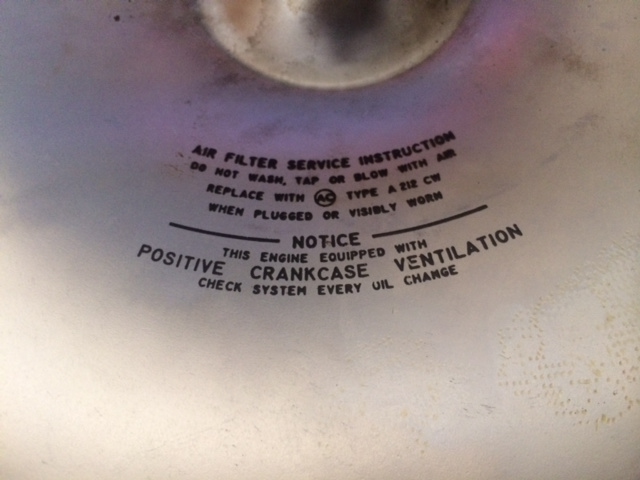 AIR FILTER SERVICE INSTRUCTION
DO NOT WASH, TAP OR BLOW WITH AIR
REPLACE WITH AC TYPE A 212 CW
WHEN PLUGGED OR VISIBLY WORN
NOTICE
THIS ENGINE EQUIPPED WITH
POSITIVE CRANKCASE VENTILATION
CHECK SYSTEM EVERY OIL CHANGE